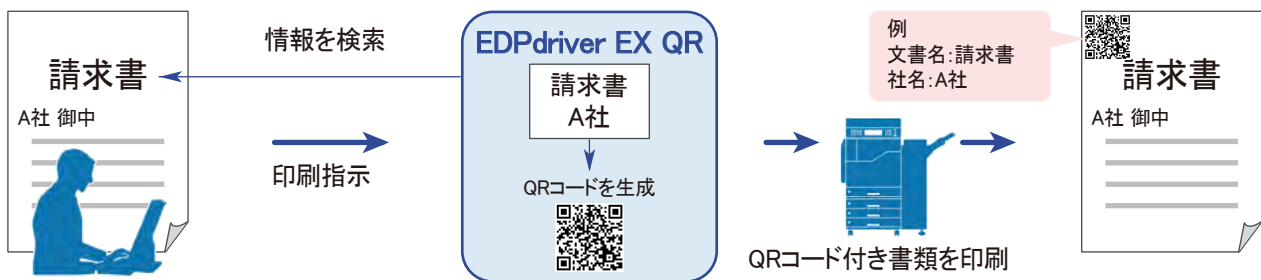 請求書
A社 御中
情報を検索
印刷指示
EDPdriver EX QR
請求書
A社
QRコードを生成
QRコード付き書類を印刷
例
文書名:請求書
社名:A社
請求書
A社 御中